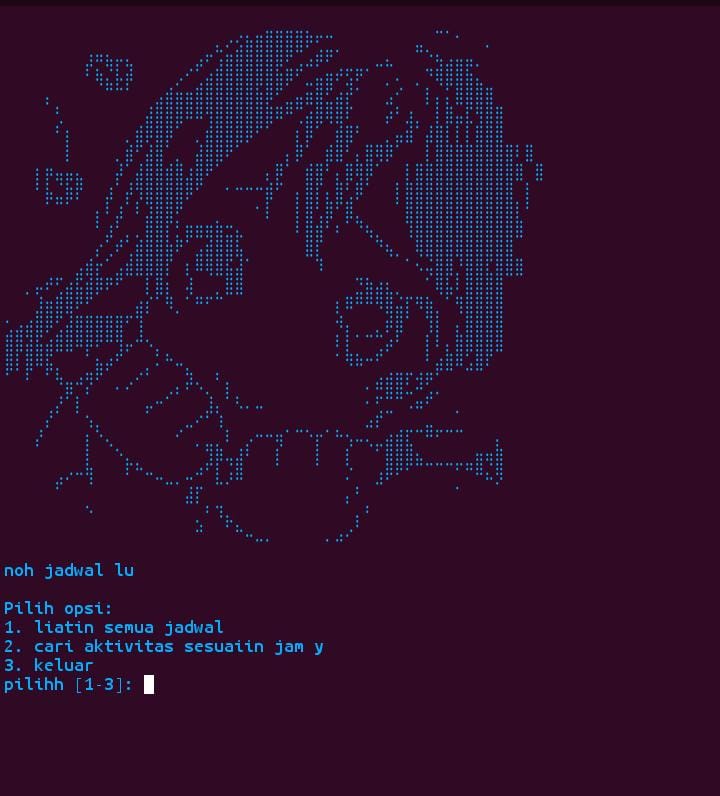 noh jadwal lu
Pilih opsi:
1. liatin semua jadwal
2. cari aktivitas sesuaiin jam y
3. keluar
pilihh [1-3]: